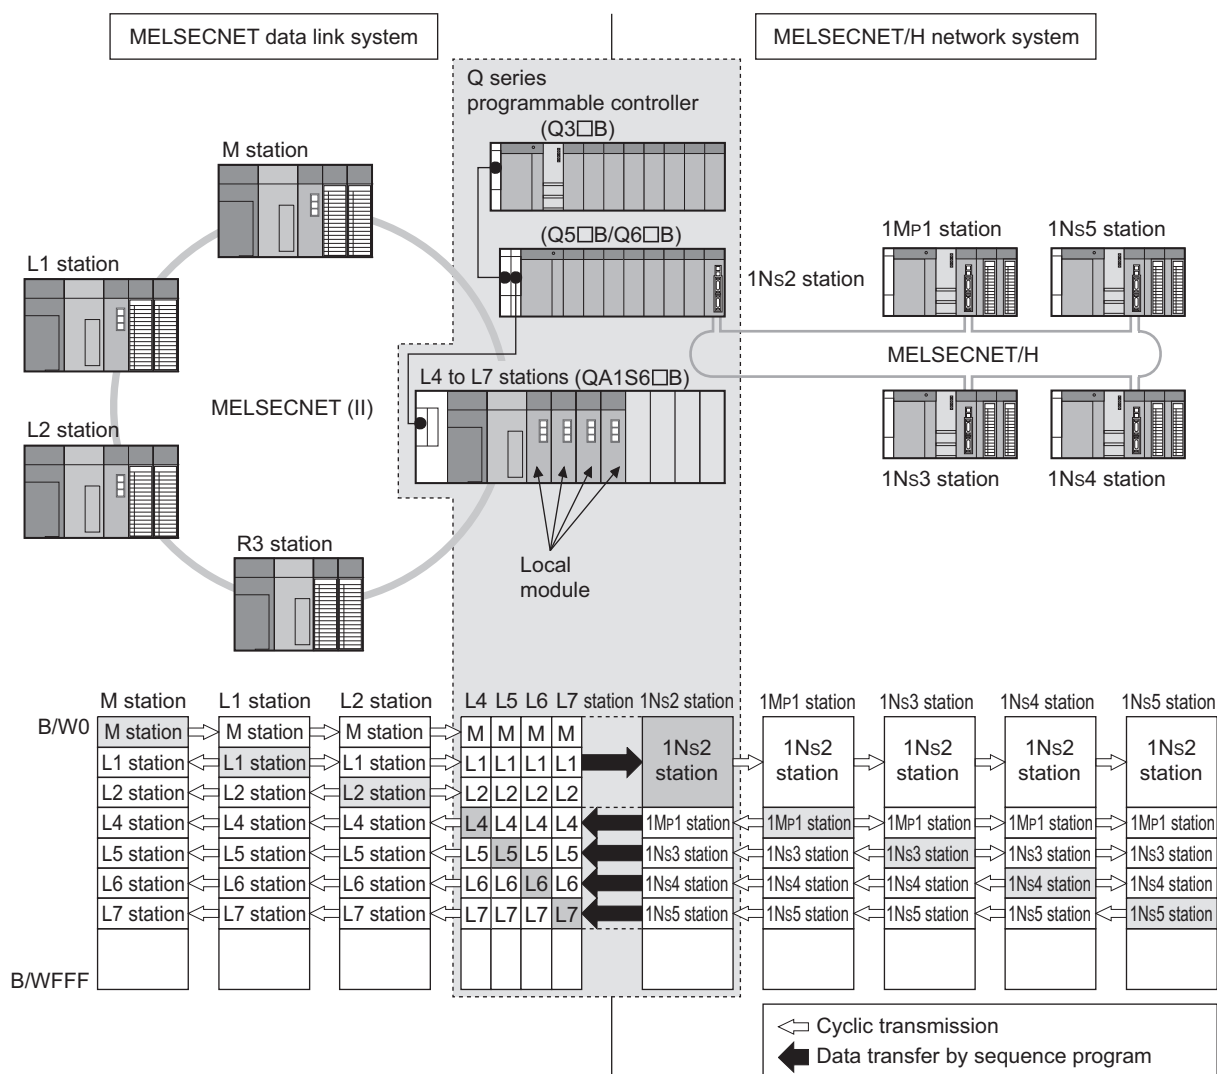 MELSECNET data link system
MELSECNET/H network system
Q series
programmable controller
(Q3□B)
M station
(Q5□B/Q6□B)
1Mp1 station
1Ns5 station
L1 station
1Ns2 station
MELSECNET/H
L4 to L7 stations (QA1S6□B)
MELSECNET (II)
L2 station
1Ns3 station
1Ns4 station
R3 station
Local
module
M station L1 station L2 station L4 L5 L6 L7 station 1Ns2 station 1Mp1 station 1Ns3 station 1Ns4 station 1Ns5 station
B/W0
M station M station M station M M M M
1Ns2 station 1Ns2 station 1Ns2 station 1Ns2 station 1Ns2 station
L1 station L1 station L1 station L1 L1 L1 L1
L2 station L2 station L2 station L2 L2 L2 L2
L4 station L4 station L4 station L4 L4 L4 L4 1Mp1 station 1Mp1 station 1Mp1 station 1Mp1 station 1Mp1 station
L5 station L5 station L5 station L5 L5 L5 L5 1Ns3 station 1Ns3 station 1Ns3 station 1Ns3 station 1Ns3 station
L6 station L6 station L6 station L6 L6 L6 L6 1Ns4 station 1Ns4 station 1Ns4 station 1Ns4 station 1Ns4 station
L7 station L7 station L7 station L7 L7 L7 L7 1Ns5 station 1Ns5 station 1Ns5 station 1Ns5 station 1Ns5 station
B/WFFF
Cyclic transmission
Data transfer by sequence program